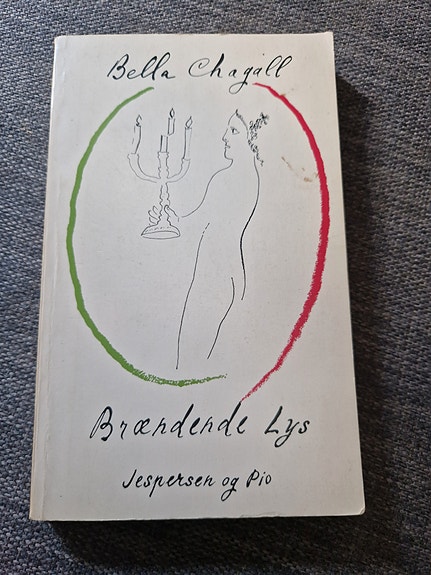 Bella Chagall
Brændende Lys
Jespersen og Pio